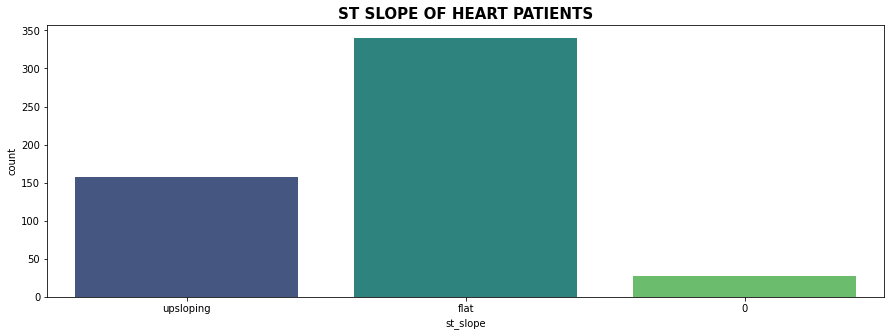 ST SLOPE OF HEART PATIENTS
350
300
250
200
150
100
50
0
count
upsloping flat 0
st_slope